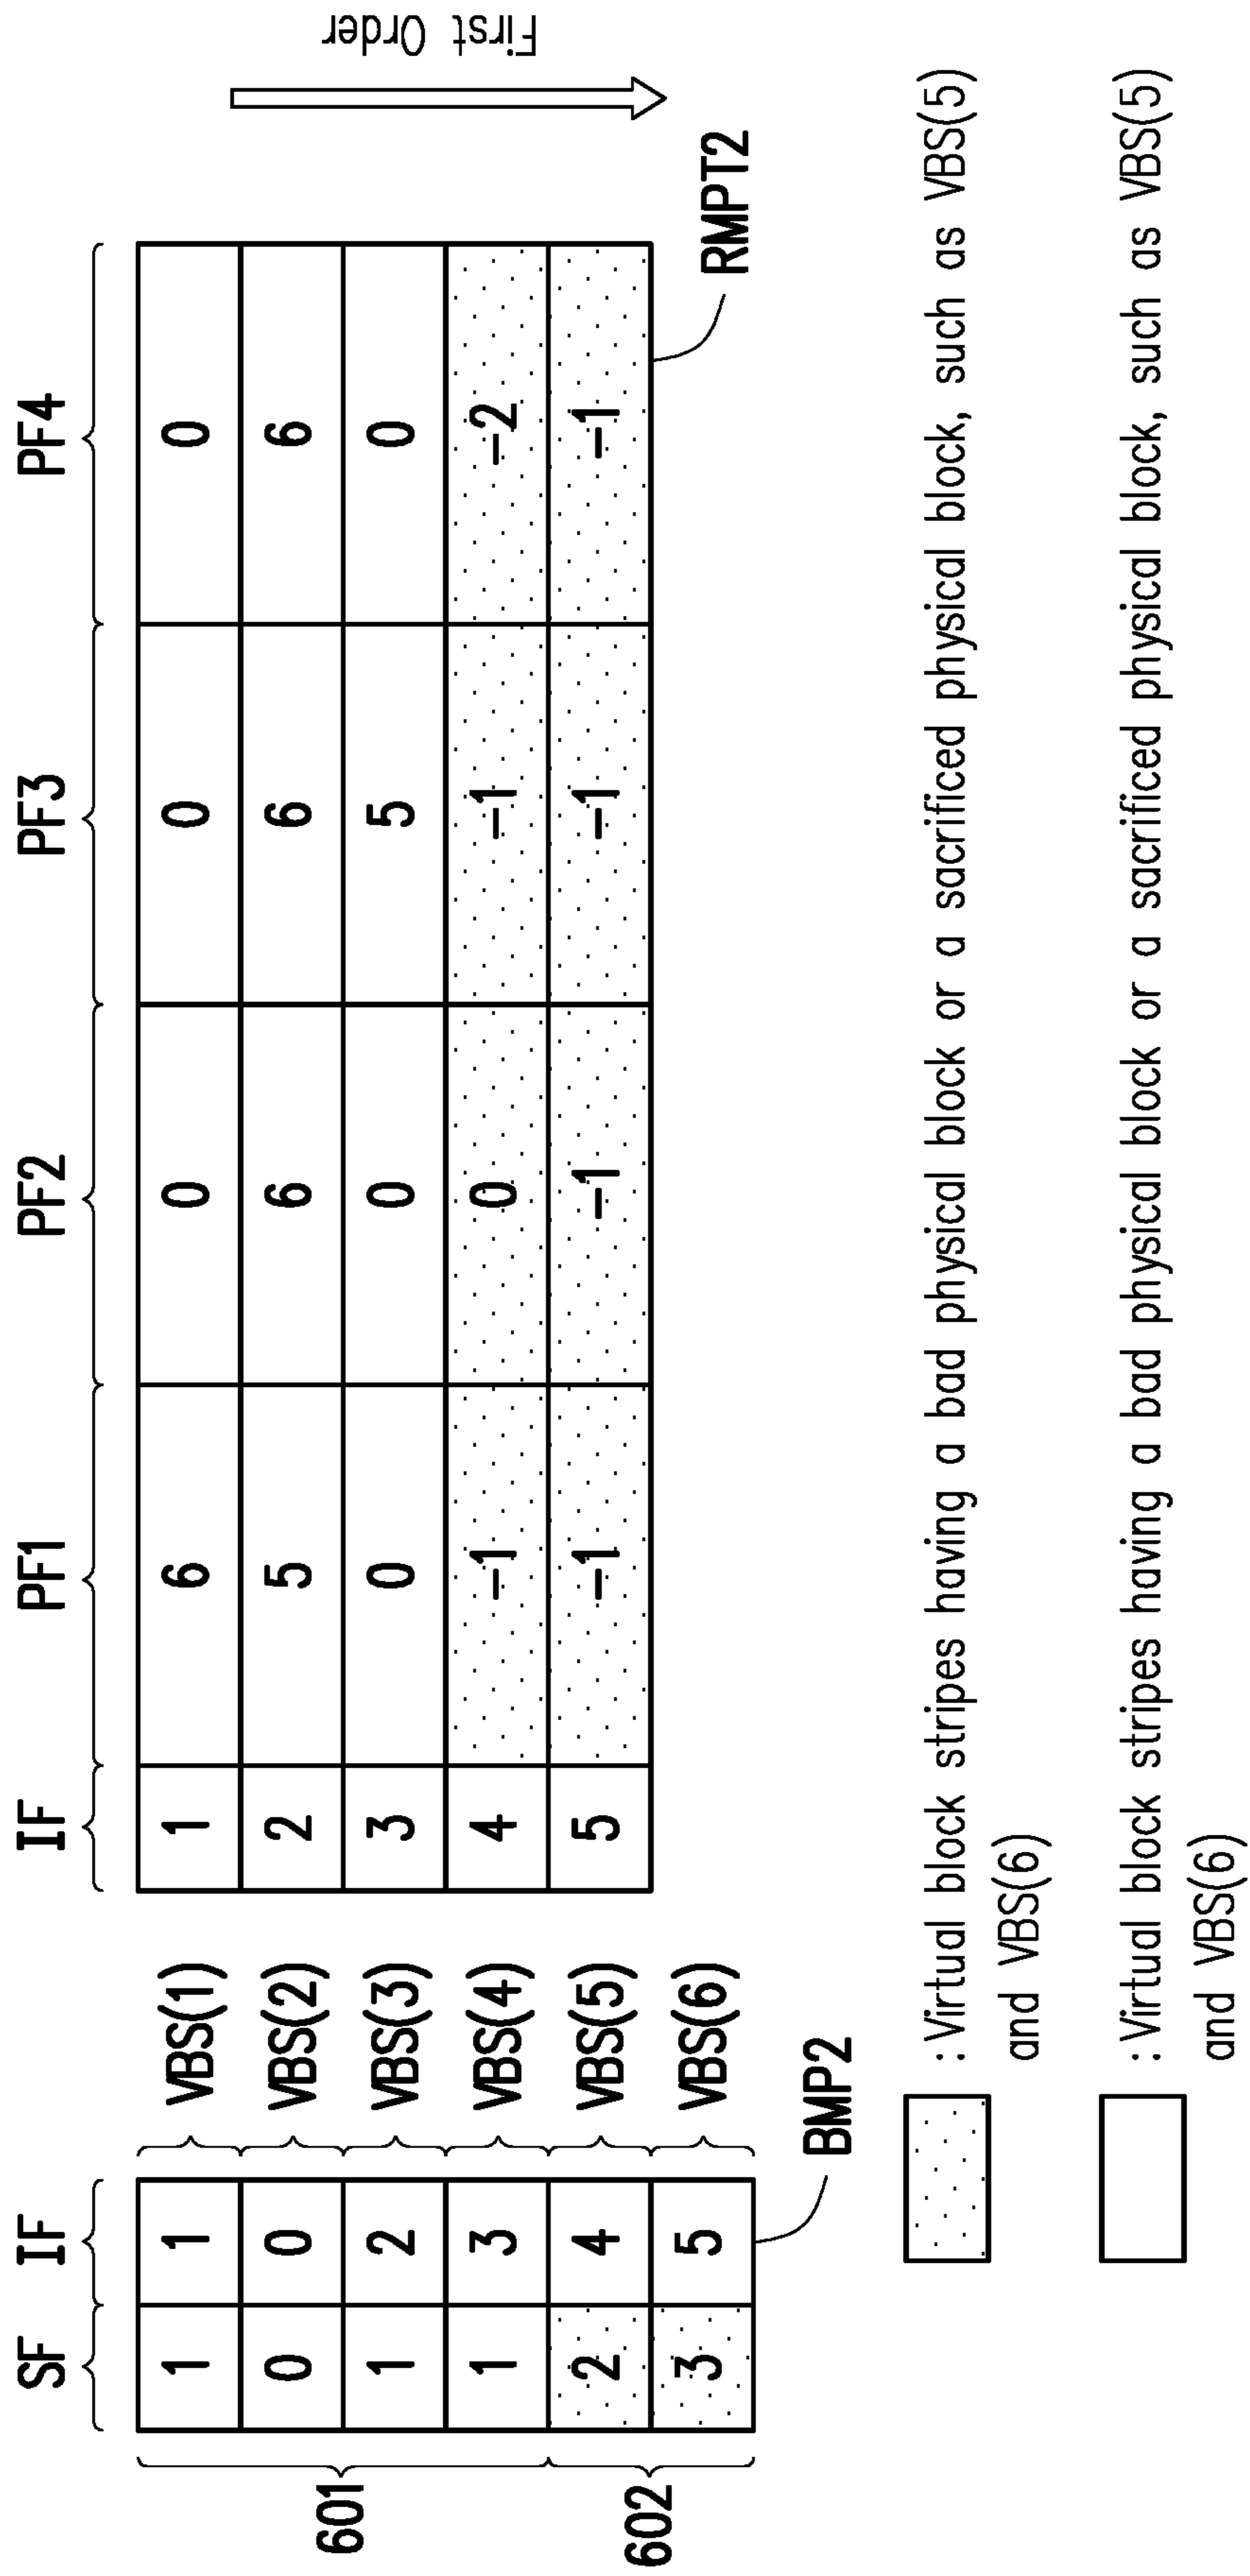 SF IF IF PF1 PF2 PF3 PF4
601
1 1 VBS(1) 1 6 0 0 0
0 0 VBS(2) 2 5 6 6 6
1 2 VBS(3) 3 0 0 5 0
1 3 VBS(4) 4 -1 0 -1 -2
602
2 4 VBS(5) 5 -1 -1 -1 -1
3 5 VBS(6)
First Order
BMP2
RMPT2
: Virtual block stripes having a bad physical block or a sacrificed physical block, such as VBS(5)
and VBS(6)
: Virtual block stripes having a bad physical block or a sacrificed physical block, such as VBS(5)
and VBS(6)